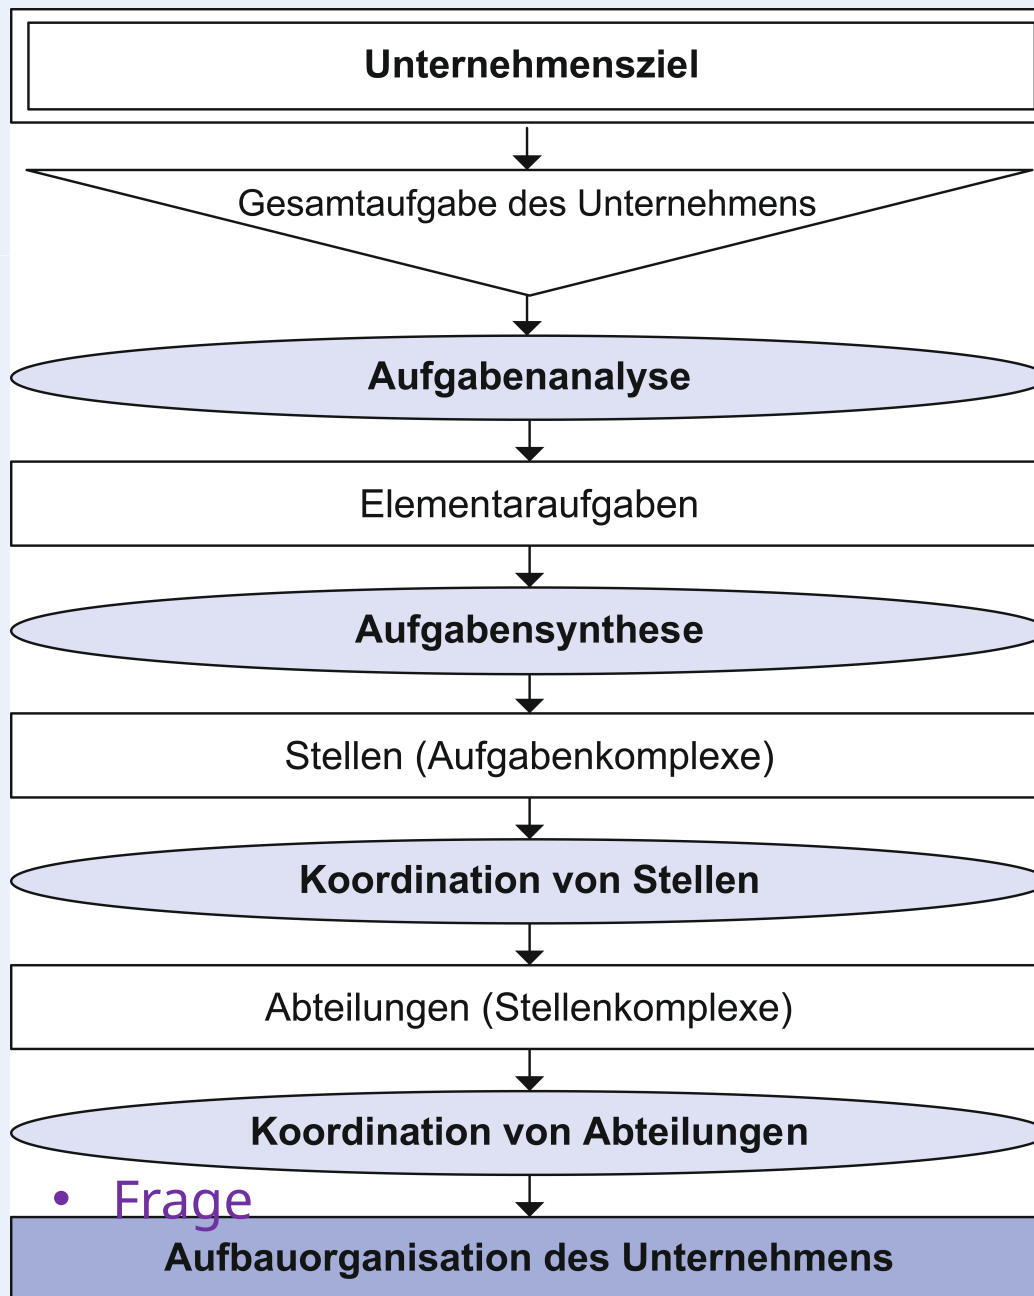 Unternehmensziel
Gesamtaufgabe des Unternehmens
Aufgabenanalyse
Elementaraufgaben
Aufgabensynthese
Stellen (Aufgabenkomplexe)
Koordination von Stellen
Abteilungen (Stellenkomplexe)
Koordination von Abteilungen
• Frage
Aufbauorganisation des Unternehmens